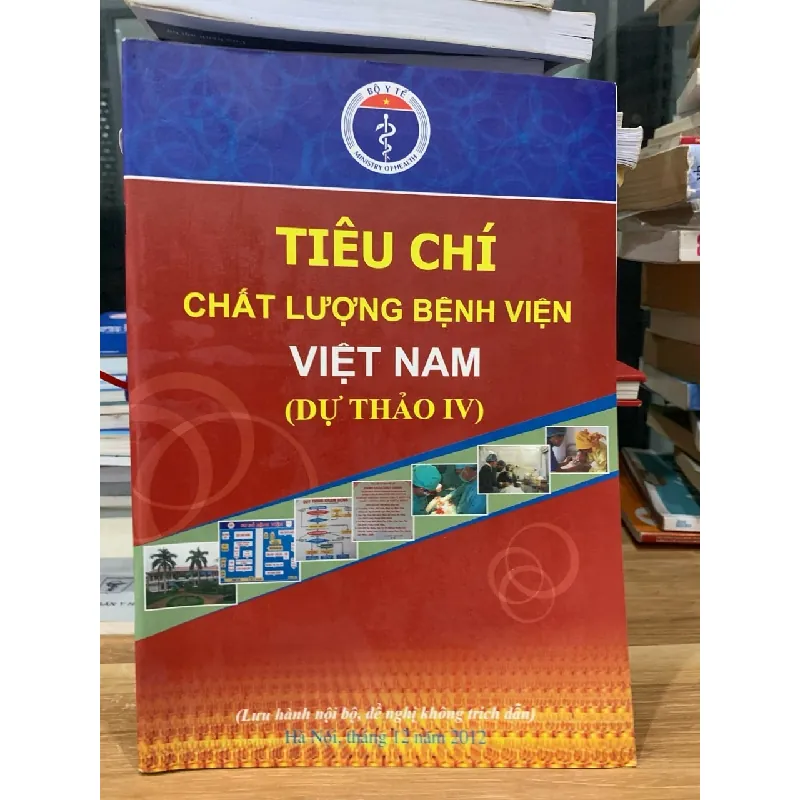 BỘ Y TẾ
MINISTRY OF HEALTH
TIÊU CHÍ
CHẤT LƯỢNG BỆNH VIỆN
VIỆT NAM
(DỰ THẢO IV)
(Lưu hành nội bộ, đề nghị không trích dẫn)
Hà Nội, tháng 12 năm 2012